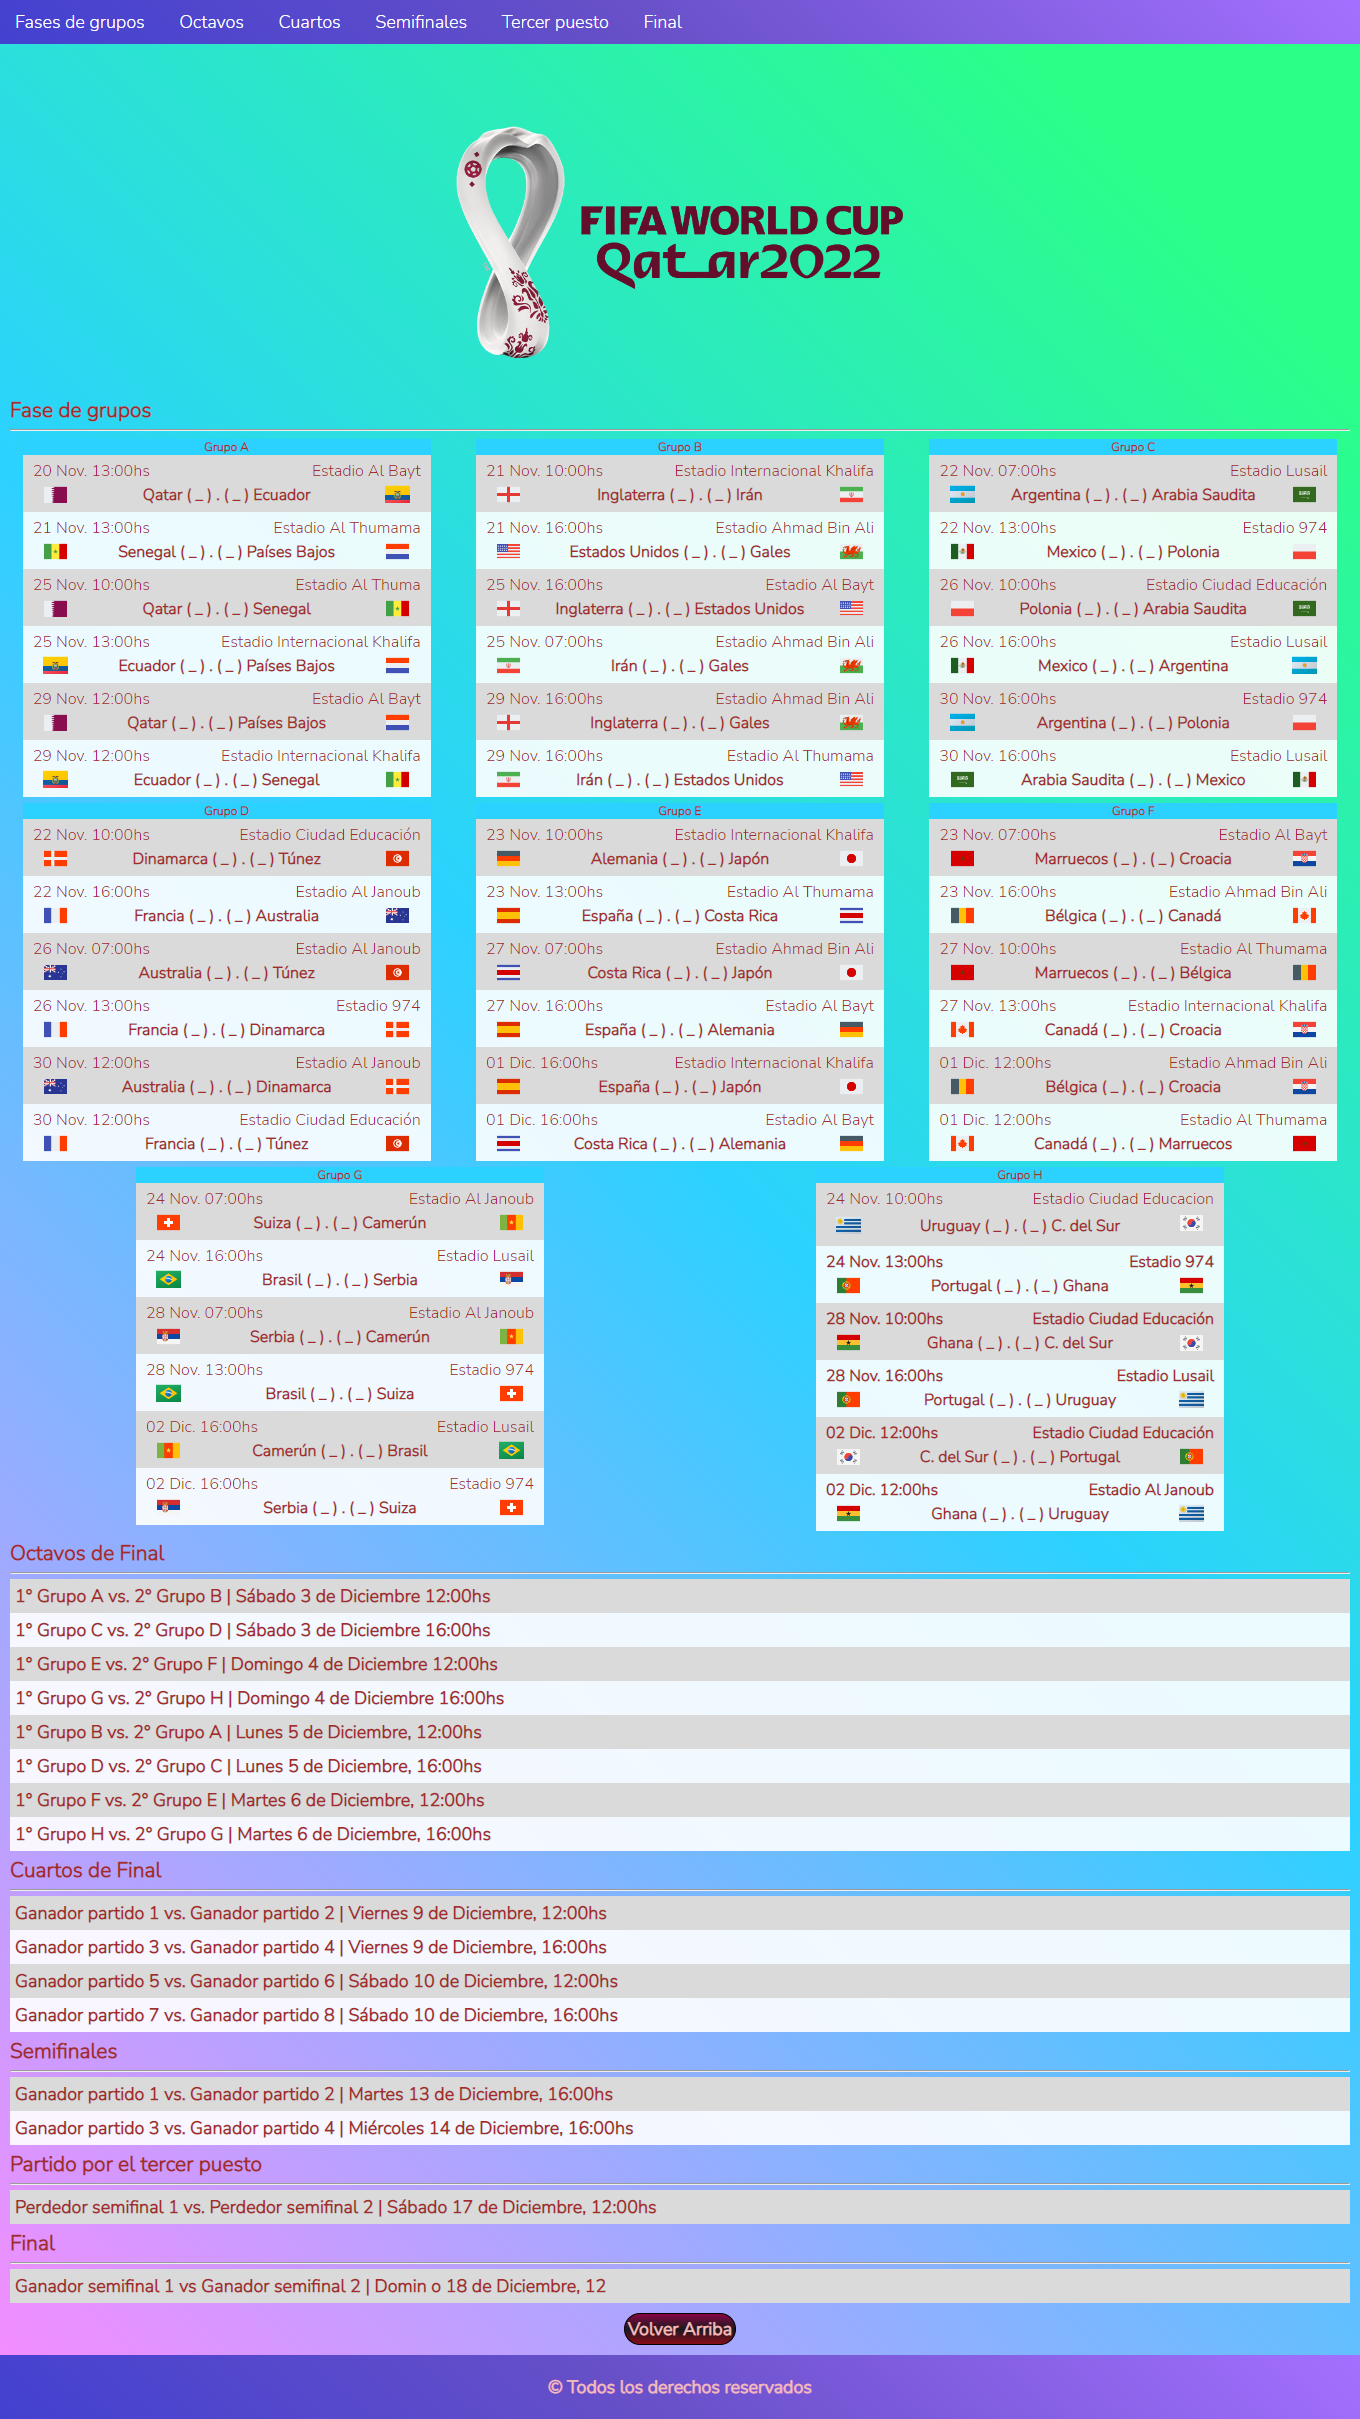 Fases de grupos Octavos Cuartos Semifinales Tercer puesto Final
FIFA WORLD CUP
Qatar2022
Fase de grupos
Grupo A
20 Nov. 13:00hs Estadio Al Bayt
Qatar ( _ ) . ( _ ) Ecuador
21 Nov. 13:00hs Estadio Al Thumama
Senegal ( _ ) . ( _ ) Países Bajos
25 Nov. 10:00hs Estadio Al Thuma
Qatar ( _ ) . ( _ ) Senegal
25 Nov. 13:00hs Estadio Internacional Khalifa
Ecuador ( _ ) . ( _ ) Países Bajos
29 Nov. 12:00hs Estadio Al Bayt
Qatar ( _ ) . ( _ ) Países Bajos
29 Nov. 12:00hs Estadio Internacional Khalifa
Ecuador ( _ ) . ( _ ) Senegal
Grupo B
21 Nov. 10:00hs Estadio Internacional Khalifa
Inglaterra ( _ ) . ( _ ) Irán
21 Nov. 16:00hs Estadio Ahmad Bin Ali
Estados Unidos ( _ ) . ( _ ) Gales
25 Nov. 16:00hs Estadio Al Bayt
Inglaterra ( _ ) . ( _ ) Estados Unidos
25 Nov. 07:00hs Estadio Ahmad Bin Ali
Irán ( _ ) . ( _ ) Gales
29 Nov. 16:00hs Estadio Ahmad Bin Ali
Inglaterra ( _ ) . ( _ ) Gales
29 Nov. 16:00hs Estadio Al Thumama
Irán ( _ ) . ( _ ) Estados Unidos
Grupo C
22 Nov. 07:00hs Estadio Lusail
Argentina ( _ ) . ( _ ) Arabia Saudita
22 Nov. 13:00hs Estadio 974
Mexico ( _ ) . ( _ ) Polonia
26 Nov. 10:00hs Estadio Ciudad Educación
Polonia ( _ ) . ( _ ) Arabia Saudita
26 Nov. 16:00hs Estadio Lusail
Mexico ( _ ) . ( _ ) Argentina
30 Nov. 16:00hs Estadio 974
Argentina ( _ ) . ( _ ) Polonia
30 Nov. 16:00hs Estadio Lusail
Arabia Saudita ( _ ) . ( _ ) Mexico
Grupo D
22 Nov. 10:00hs Estadio Ciudad Educación
Dinamarca ( _ ) . ( _ ) Túnez
22 Nov. 16:00hs Estadio Al Janoub
Francia ( _ ) . ( _ ) Australia
26 Nov. 07:00hs Estadio Al Janoub
Australia ( _ ) . ( _ ) Túnez
26 Nov. 13:00hs Estadio 974
Francia ( _ ) . ( _ ) Dinamarca
30 Nov. 12:00hs Estadio Al Janoub
Australia ( _ ) . ( _ ) Dinamarca
30 Nov. 12:00hs Estadio Ciudad Educación
Francia ( _ ) . ( _ ) Túnez
Grupo E
23 Nov. 10:00hs Estadio Internacional Khalifa
Alemania ( _ ) . ( _ ) Japón
23 Nov. 13:00hs Estadio Al Thumama
España ( _ ) . ( _ ) Costa Rica
27 Nov. 07:00hs Estadio Ahmad Bin Ali
Costa Rica ( _ ) . ( _ ) Japón
27 Nov. 16:00hs Estadio Al Bayt
España ( _ ) . ( _ ) Alemania
01 Dic. 16:00hs Estadio Internacional Khalifa
España ( _ ) . ( _ ) Japón
01 Dic. 16:00hs Estadio Al Bayt
Costa Rica ( _ ) . ( _ ) Alemania
Grupo F
23 Nov. 07:00hs Estadio Al Bayt
Marruecos ( _ ) . ( _ ) Croacia
23 Nov. 16:00hs Estadio Ahmad Bin Ali
Bélgica ( _ ) . ( _ ) Canadá
27 Nov. 10:00hs Estadio Al Thumama
Marruecos ( _ ) . ( _ ) Bélgica
27 Nov. 13:00hs Estadio Internacional Khalifa
Canadá ( _ ) . ( _ ) Croacia
01 Dic. 12:00hs Estadio Ahmad Bin Ali
Bélgica ( _ ) . ( _ ) Croacia
01 Dic. 12:00hs Estadio Al Thumama
Canadá ( _ ) . ( _ ) Marruecos
Grupo G
24 Nov. 07:00hs Estadio Al Janoub
Suiza ( _ ) . ( _ ) Camerún
24 Nov. 16:00hs Estadio Lusail
Brasil ( _ ) . ( _ ) Serbia
28 Nov. 07:00hs Estadio Al Janoub
Serbia ( _ ) . ( _ ) Camerún
28 Nov. 13:00hs Estadio 974
Brasil ( _ ) . ( _ ) Suiza
02 Dic. 16:00hs Estadio Lusail
Camerún ( _ ) . ( _ ) Brasil
02 Dic. 16:00hs Estadio 974
Serbia ( _ ) . ( _ ) Suiza
Grupo H
24 Nov. 10:00hs Estadio Ciudad Educacion
Uruguay ( _ ) . ( _ ) C. del Sur
24 Nov. 13:00hs Estadio 974
Portugal ( _ ) . ( _ ) Ghana
28 Nov. 10:00hs Estadio Ciudad Educación
Ghana ( _ ) . ( _ ) C. del Sur
28 Nov. 16:00hs Estadio Lusail
Portugal ( _ ) . ( _ ) Uruguay
02 Dic. 12:00hs Estadio Ciudad Educación
C. del Sur ( _ ) . ( _ ) Portugal
02 Dic. 12:00hs Estadio Al Janoub
Ghana ( _ ) . ( _ ) Uruguay
Octavos de Final
1° Grupo A vs. 2° Grupo B | Sábado 3 de Diciembre 12:00hs
1° Grupo C vs. 2° Grupo D | Sábado 3 de Diciembre 16:00hs
1° Grupo E vs. 2° Grupo F | Domingo 4 de Diciembre 12:00hs
1° Grupo G vs. 2° Grupo H | Domingo 4 de Diciembre 16:00hs
1° Grupo B vs. 2° Grupo A | Lunes 5 de Diciembre, 12:00hs
1° Grupo D vs. 2° Grupo C | Lunes 5 de Diciembre, 16:00hs
1° Grupo F vs. 2° Grupo E | Martes 6 de Diciembre, 12:00hs
1° Grupo H vs. 2° Grupo G | Martes 6 de Diciembre, 16:00hs
Cuartos de Final
Ganador partido 1 vs. Ganador partido 2 | Viernes 9 de Diciembre, 12:00hs
Ganador partido 3 vs. Ganador partido 4 | Viernes 9 de Diciembre, 16:00hs
Ganador partido 5 vs. Ganador partido 6 | Sábado 10 de Diciembre, 12:00hs
Ganador partido 7 vs. Ganador partido 8 | Sábado 10 de Diciembre, 16:00hs
Semifinales
Ganador partido 1 vs. Ganador partido 2 | Martes 13 de Diciembre, 16:00hs
Ganador partido 3 vs. Ganador partido 4 | Miércoles 14 de Diciembre, 16:00hs
Partido por el tercer puesto
Perdedor semifinal 1 vs. Perdedor semifinal 2 | Sábado 17 de Diciembre, 12:00hs
Final
Ganador semifinal 1 vs Ganador semifinal 2 | Domin o 18 de Diciembre, 12
Volver Arriba
© Todos los derechos reservados